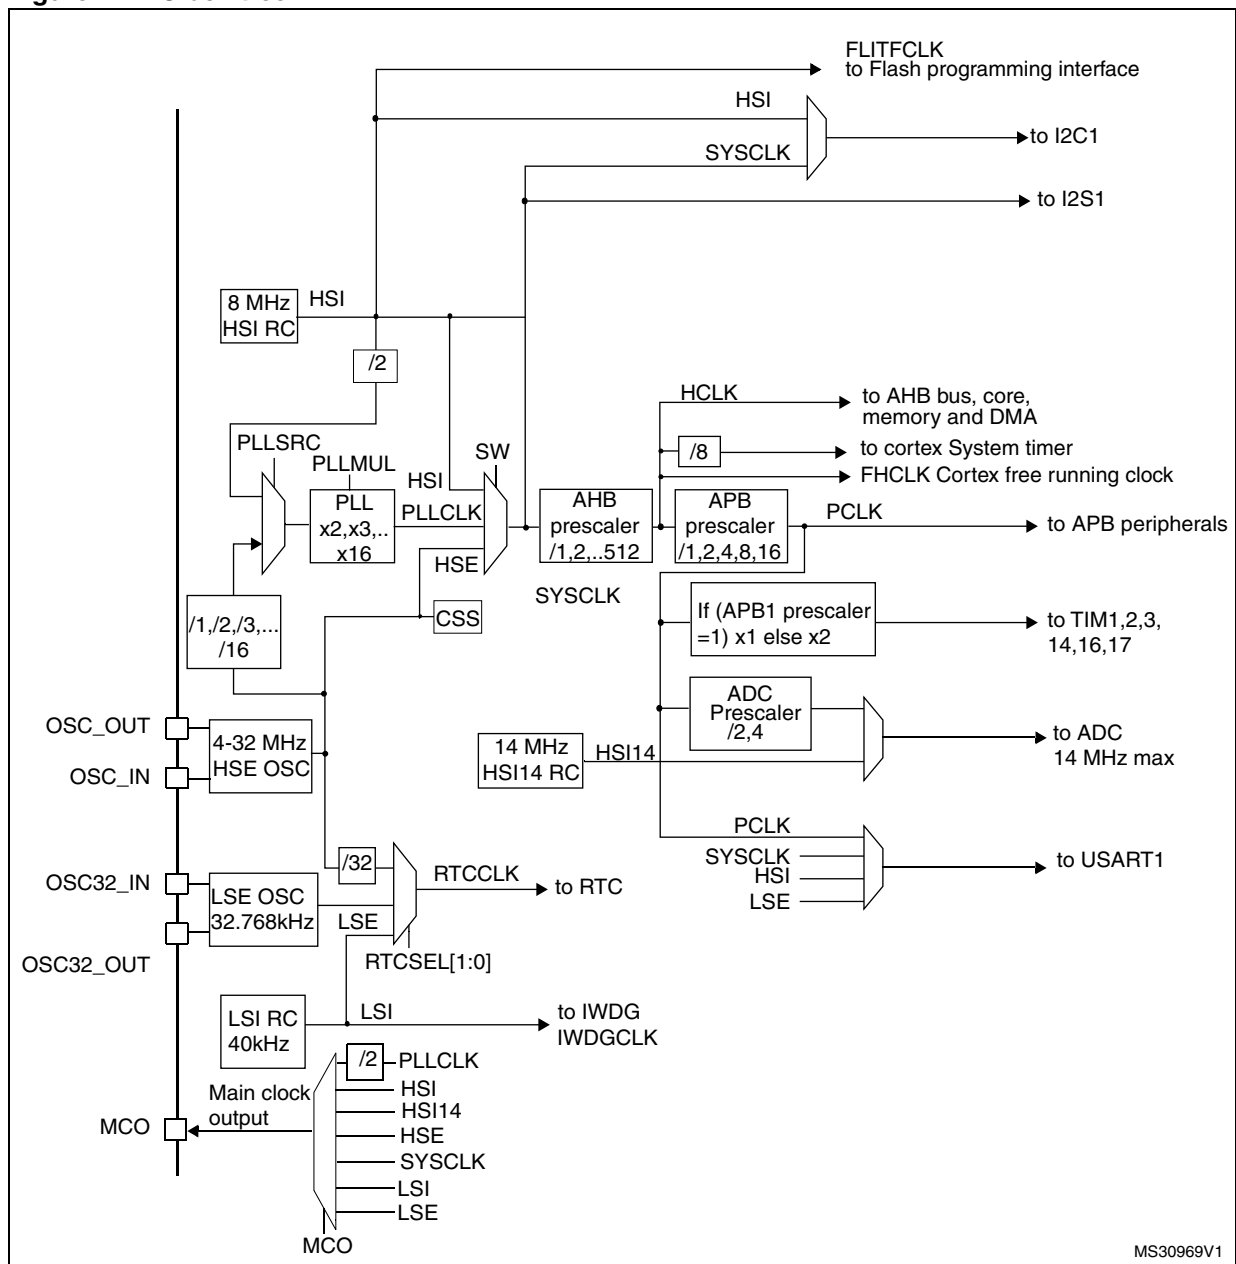 FLITFCLK
to Flash programming interface
HSI
to I2C1
SYSCLK
to I2S1
8 MHz
HSI RC
HSI
/2
HCLK
to AHB bus, core,
memory and DMA
PLLSRC
SW
/8
to cortex System timer
PLLMUL
HSI
FHCLK Cortex free running clock
PLL
x2,x3,..
x16
PLLCLK
AHB
prescaler
/1,2,..512
APB
prescaler
/1,2,4,8,16
PCLK
to APB peripherals
HSE
SYSCLK
/1,/2,/3,...
/16
CSS
If (APB1 prescaler
=1) x1 else x2
to TIM1,2,3,
14,16,17
ADC
Prescaler
/2,4
OSC_OUT
4-32 MHz
HSE OSC
OSC_IN
14 MHz
HSI14 RC
HSI14
to ADC
14 MHz max
PCLK
SYSCLK
HSI
LSE
to USART1
/32
OSC32_IN
LSE OSC
32.768kHz
RTCCLK
to RTC
LSE
OSC32_OUT
RTCSEL[1:0]
LSI RC
40kHz
LSI
to IWDG
IWDGCLK
/2
PLLCLK
Main clock
output
HSI
HSI14
MCO
HSE
SYSCLK
LSI
LSE
MCO
MS30969V1